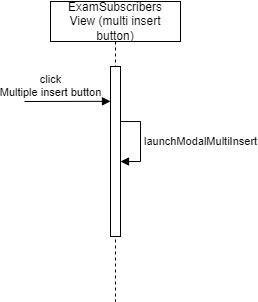 ExamSubscribers
View (multi insert
button)
click
Multiple insert button
launchModalMultiInsert